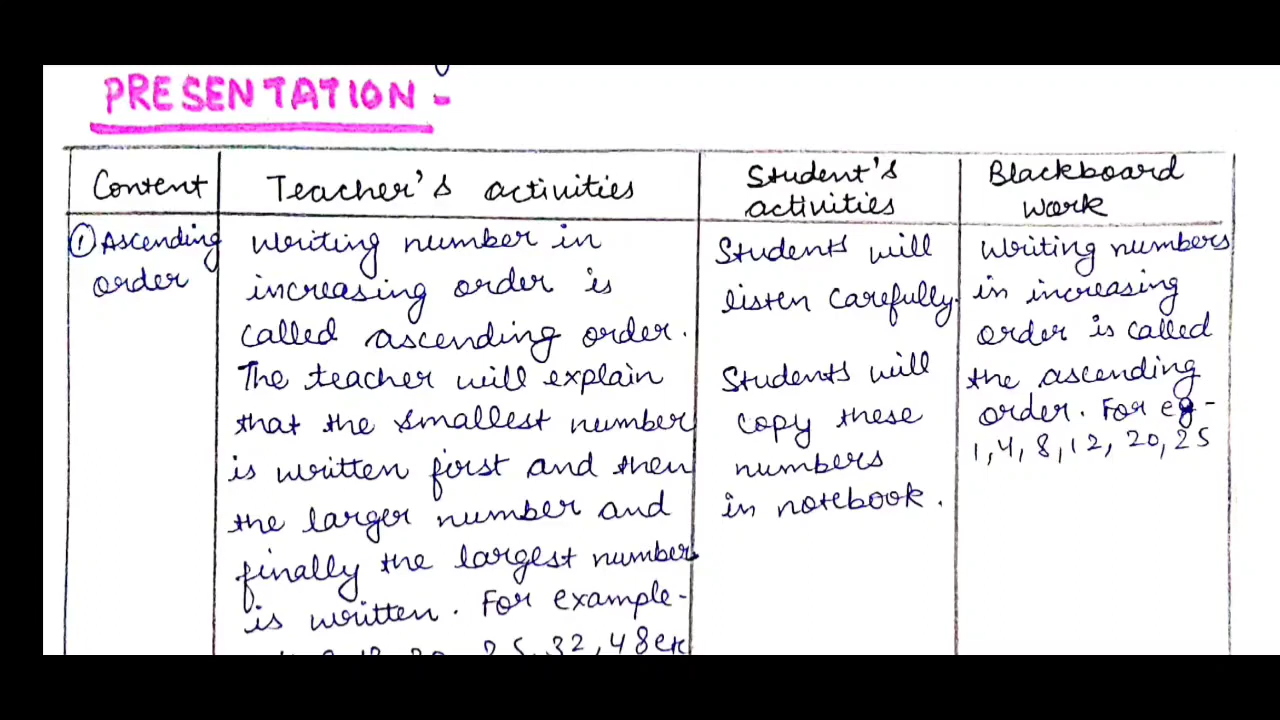 PRESENTATION -
Content
Teacher's activities
Student's
activities
Blackboard
work
① Ascending
order
Writing number in
increasing order is
called ascending order.
The teacher will explain
that the smallest number
is written first and then
the larger number and
finally the largest number
is written. For example-
25, 32, 48 etc
Students will
listen carefully.
Students will
copy these
numbers
in notebook.
Writing numbers
in increasing
order is called
the ascending
order. For eg-
1, 4, 8, 12, 20, 25